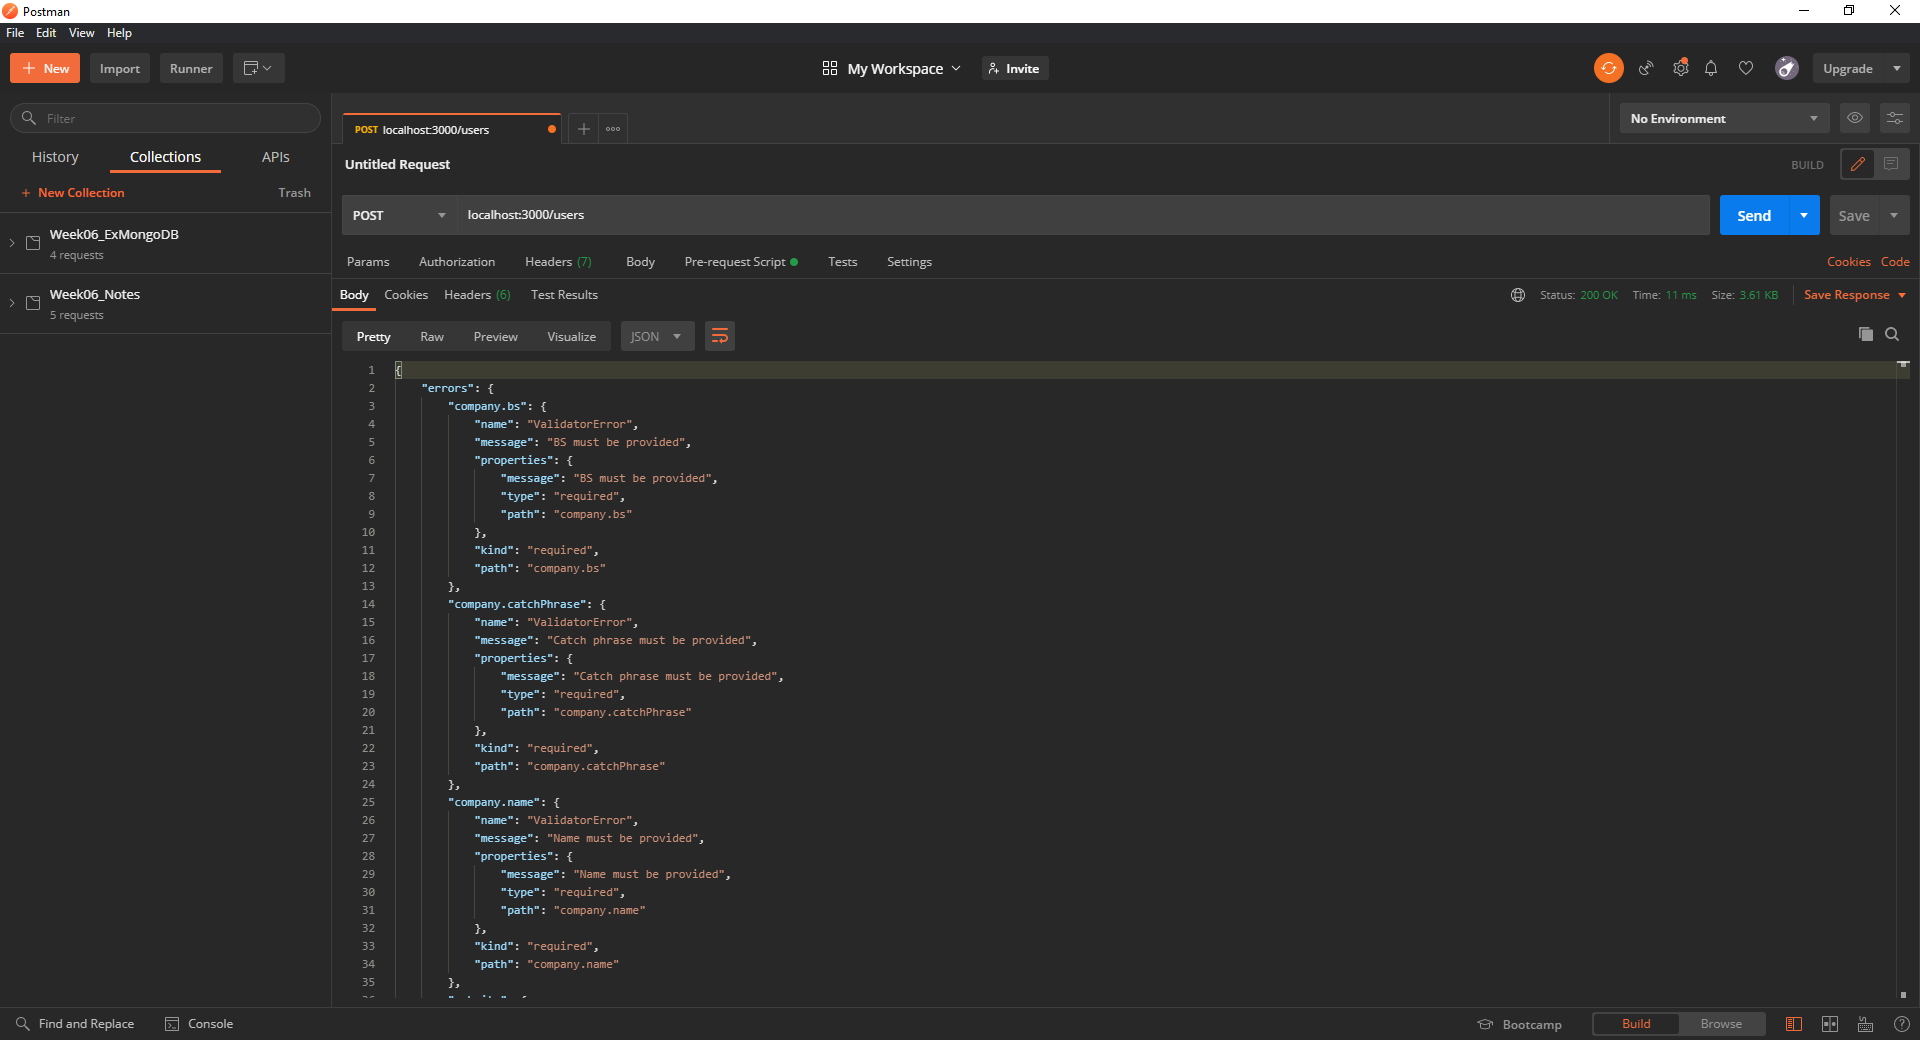 Postman
File Edit View Help
New Import Runner My Workspace Invite Upgrade
Filter
History Collections APIs
New Collection Trash
Week06_ExMongoDB
4 requests
Week06_Notes
5 requests
POST localhost:3000/users
No Environment
Untitled Request BUILD
POST localhost:3000/users Send Save
Params Authorization Headers (7) Body Pre-request Script Tests Settings Cookies Code
Body Cookies Headers (6) Test Results Status: 200 OK Time: 11 ms Size: 3.61 KB Save Response
Pretty Raw Preview Visualize JSON
1 {
2 "errors": {
3 "company.bs": {
4 "name": "ValidatorError",
5 "message": "BS must be provided",
6 "properties": {
7 "message": "BS must be provided",
8 "type": "required",
9 "path": "company.bs"
10 },
11 "kind": "required",
12 "path": "company.bs"
13 },
14 "company.catchPhrase": {
15 "name": "ValidatorError",
16 "message": "Catch phrase must be provided",
17 "properties": {
18 "message": "Catch phrase must be provided",
19 "type": "required",
20 "path": "company.catchPhrase"
21 },
22 "kind": "required",
23 "path": "company.catchPhrase"
24 },
25 "company.name": {
26 "name": "ValidatorError",
27 "message": "Name must be provided",
28 "properties": {
29 "message": "Name must be provided",
30 "type": "required",
31 "path": "company.name"
32 },
33 "kind": "required",
34 "path": "company.name"
35 },
Find and Replace Console Bootcamp Build Browse